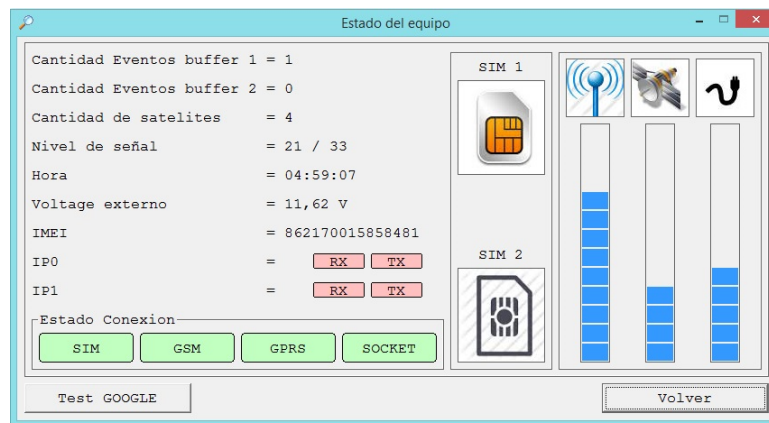 Estado del equipo
Cantidad Eventos buffer 1 = 1
Cantidad Eventos buffer 2 = 0
Cantidad de satelites = 4
Nivel de señal = 21 / 33
Hora = 04:59:07
Voltage externo = 11,62 V
IMEI = 862170015858481
IP0 = RX TX
IP1 = RX TX
Estado Conexion
SIM GSM GPRS SOCKET
SIM 1
SIM 2
Test GOOGLE
Volver